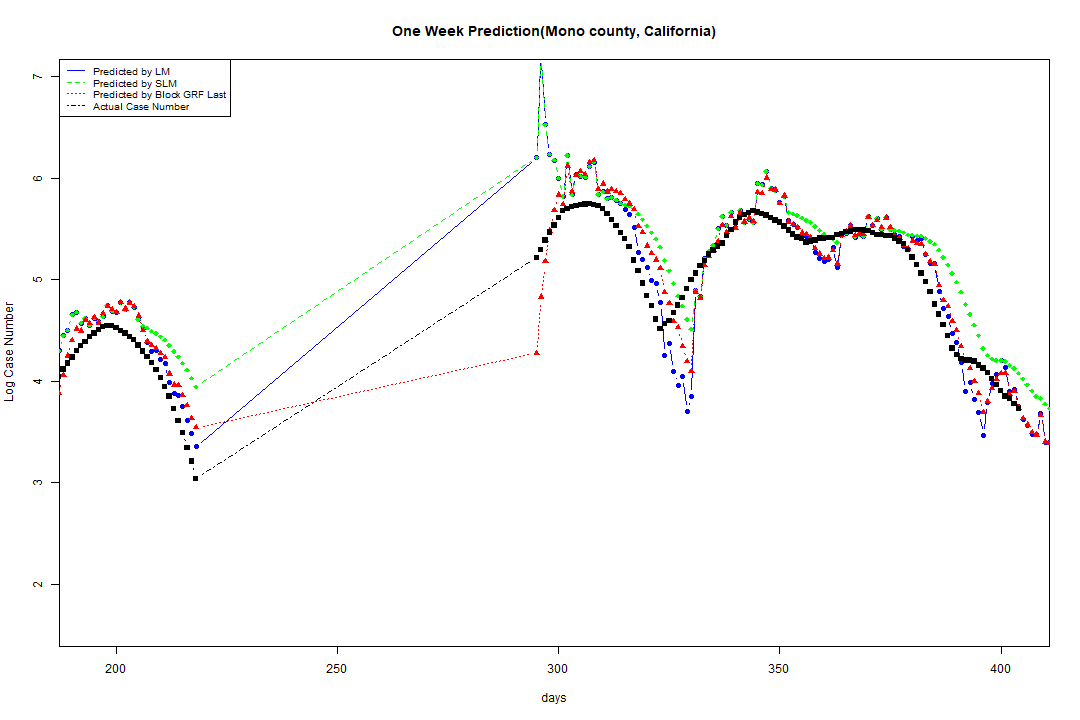 One Week Prediction(Mono county, California)
Predicted by LM
Predicted by SLM
Predicted by Block GRF Last
Actual Case Number
Log Case Number
7
6
5
4
3
2
200 250 300 350 400
days